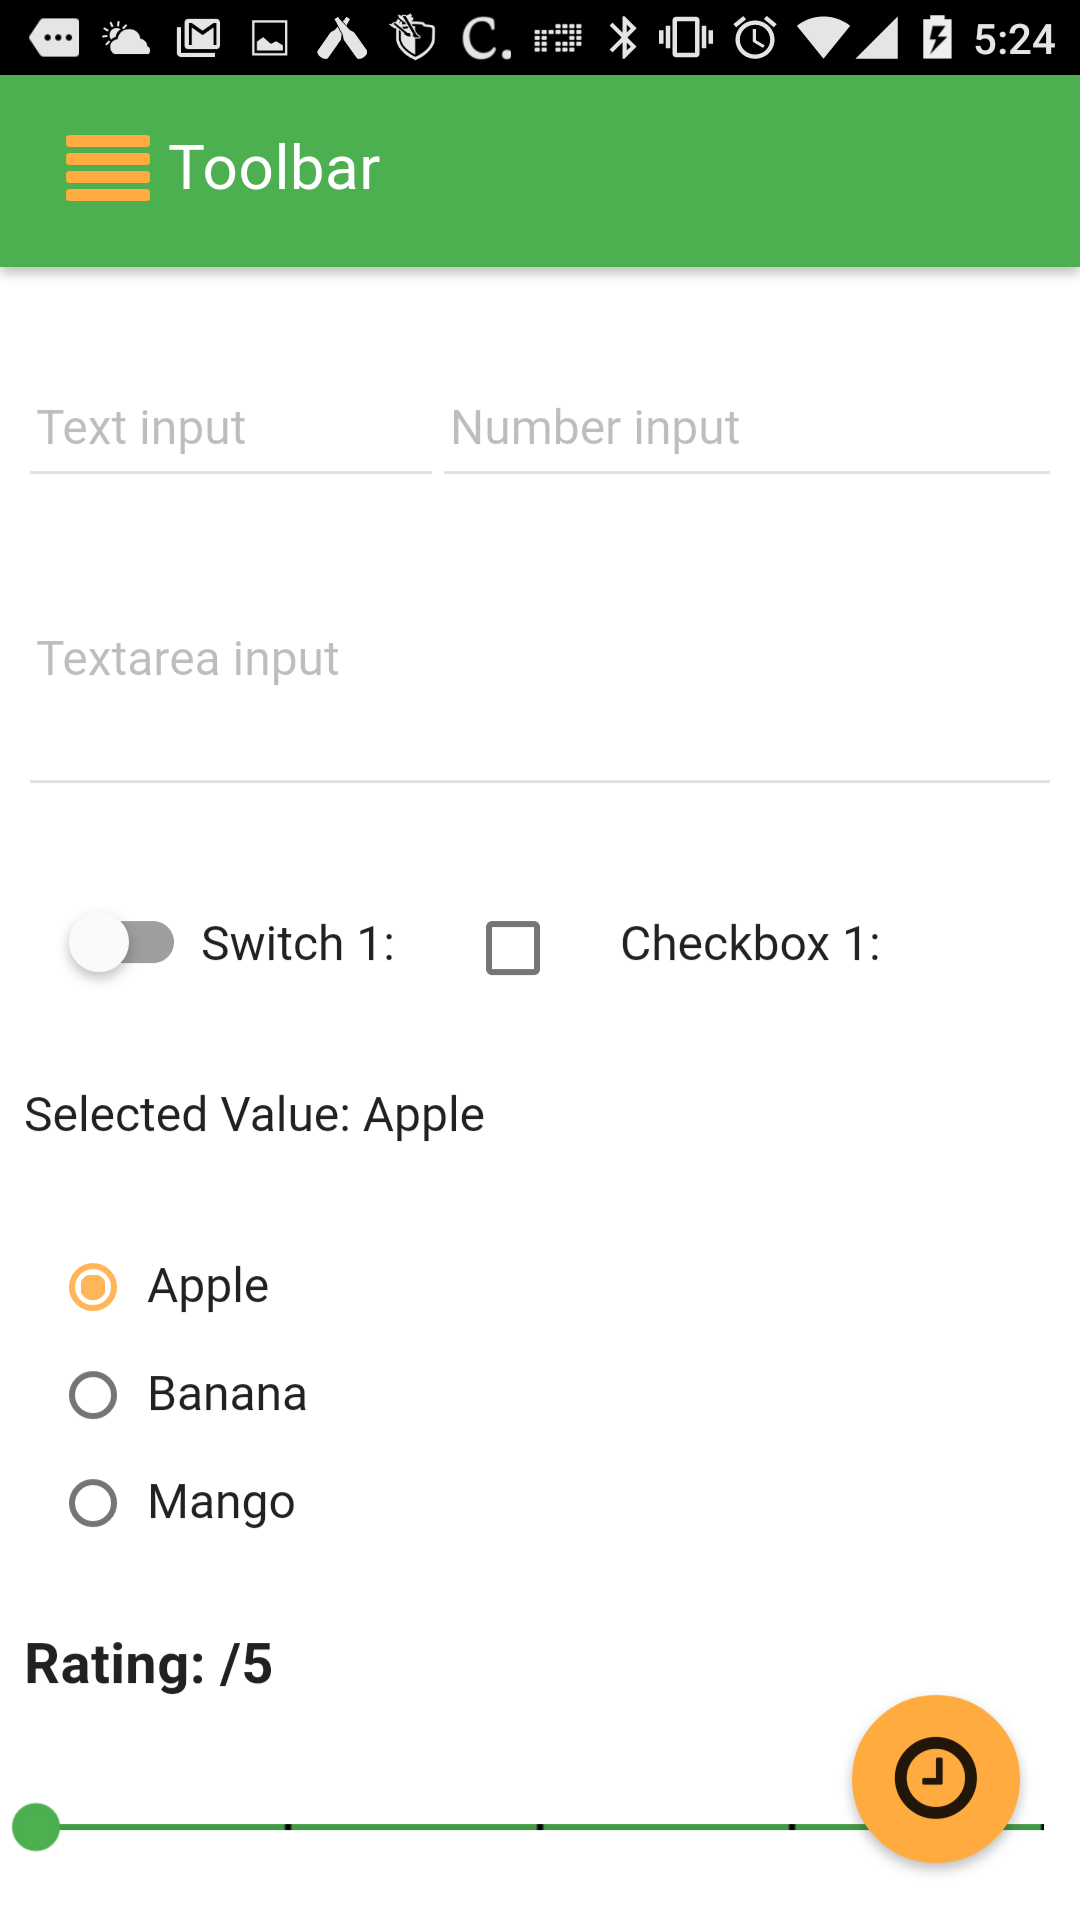 C. 5:24
Toolbar
Text input Number input
Textarea input
Switch 1: Checkbox 1:
Selected Value: Apple
Apple
Banana
Mango
Rating: /5